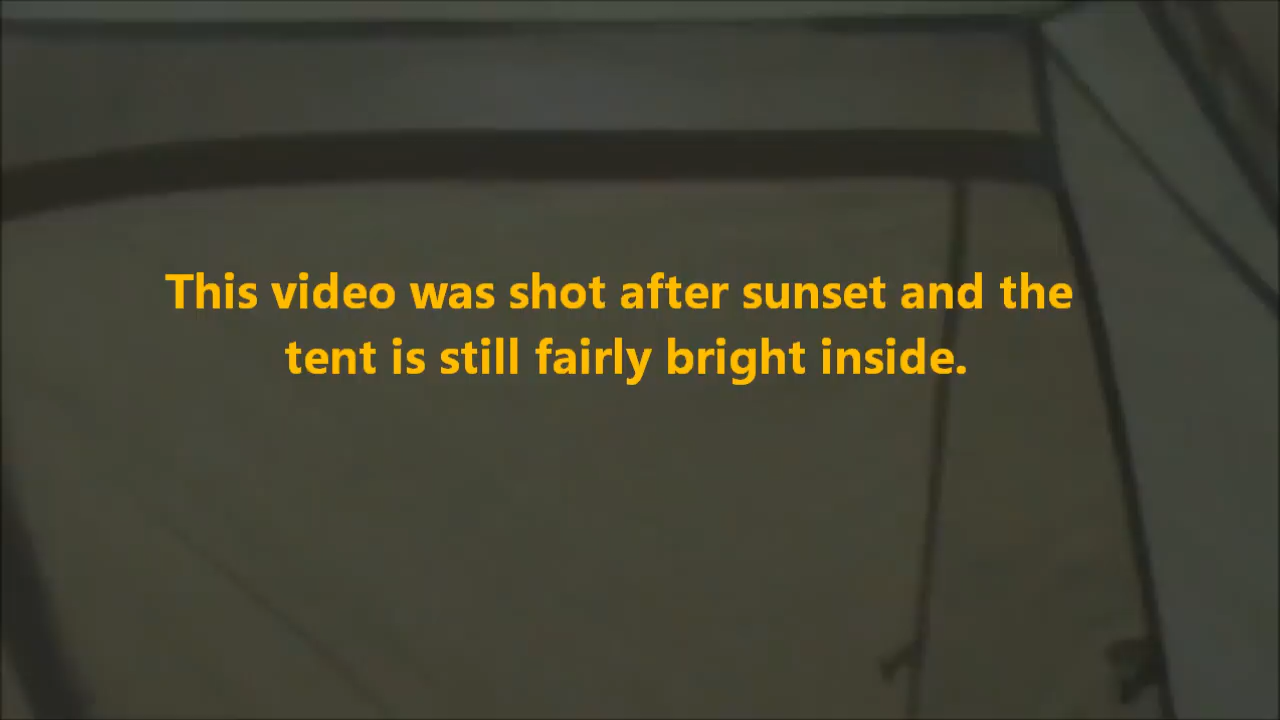 This video was shot after sunset and the
tent is still fairly bright inside.